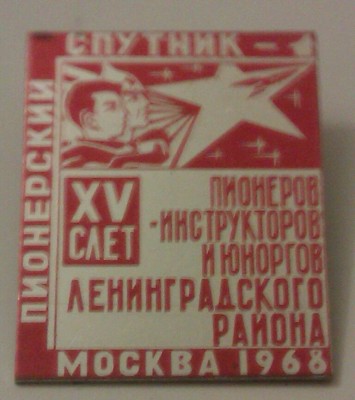 СПУТНИК
ПИОНЕРСКИЙ
XV
СЛЕТ
ПИОНЕРОВ
-ИНСТРУКТОРОВ
И ЮНОРГОВ
ЛЕНИНГРАДСКОГО
РАЙОНА
МОСКВА 1968